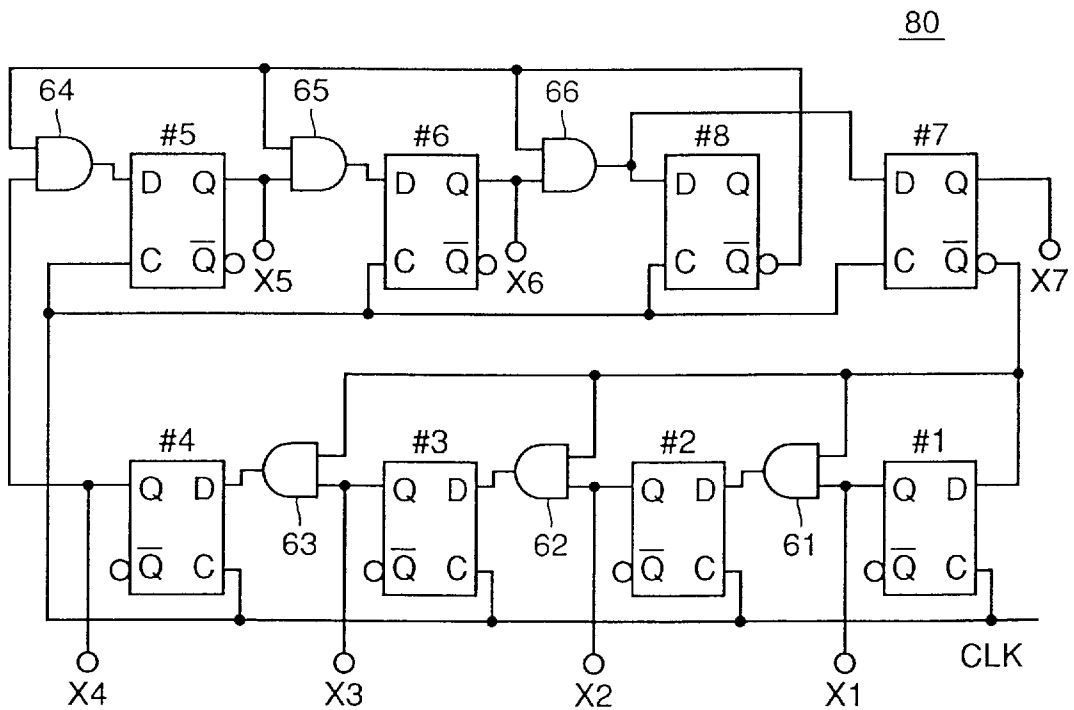 80
64
65
66
#5
#6
#8
#7
D Q
D Q
D Q
D Q
C Q̅
C Q̅
C Q̅
C Q̅
X5
X6
X7
#4
#3
#2
#1
Q D
Q D
Q D
Q D
63
62
61
Q̅ C
Q̅ C
Q̅ C
Q̅ C
CLK
X4
X3
X2
X1